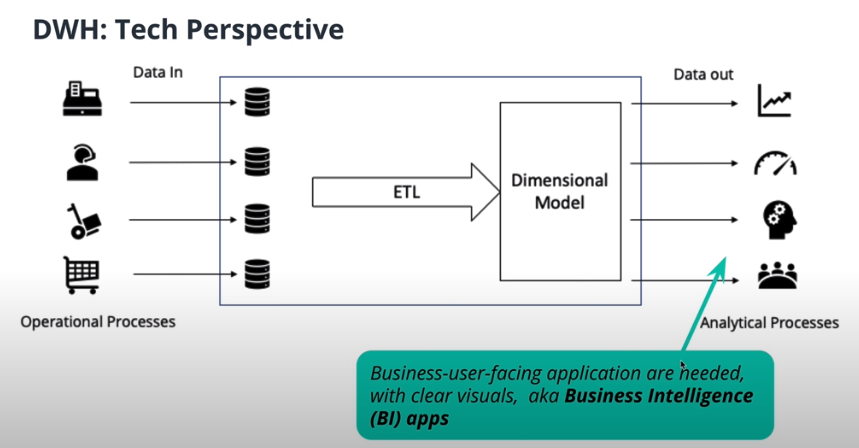 DWH: Tech Perspective
Data In
Data out
ETL
Dimensional
Model
Operational Processes
Analytical Processes
Business-user-facing application are needed,
with clear visuals, aka Business Intelligence
(BI) apps